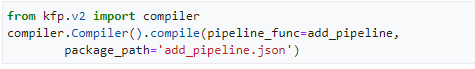 from kfp.v2 import compiler
compiler.Compiler().compile(pipeline_func=add_pipeline,
        package_path='add_pipeline.json')